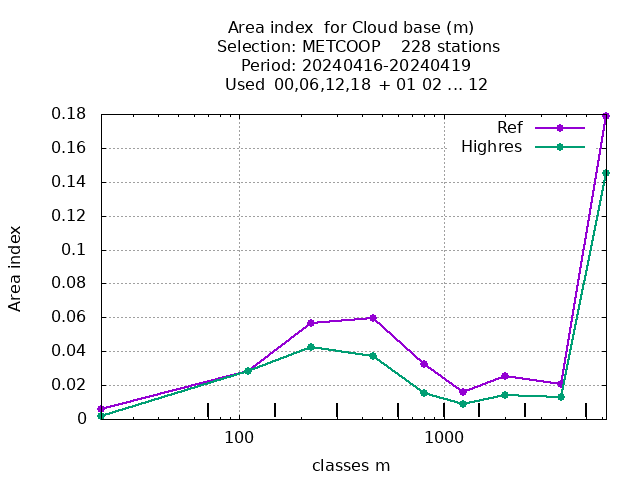 Area index  for Cloud base (m)
Selection: METCOOP    228 stations
Period: 20240416-20240419
Used  00,06,12,18  + 01 02 ... 12
Ref
Highres
0.18
0.16
0.14
0.12
0.1
0.08
0.06
0.04
0.02
0
Area index
100
1000
classes m